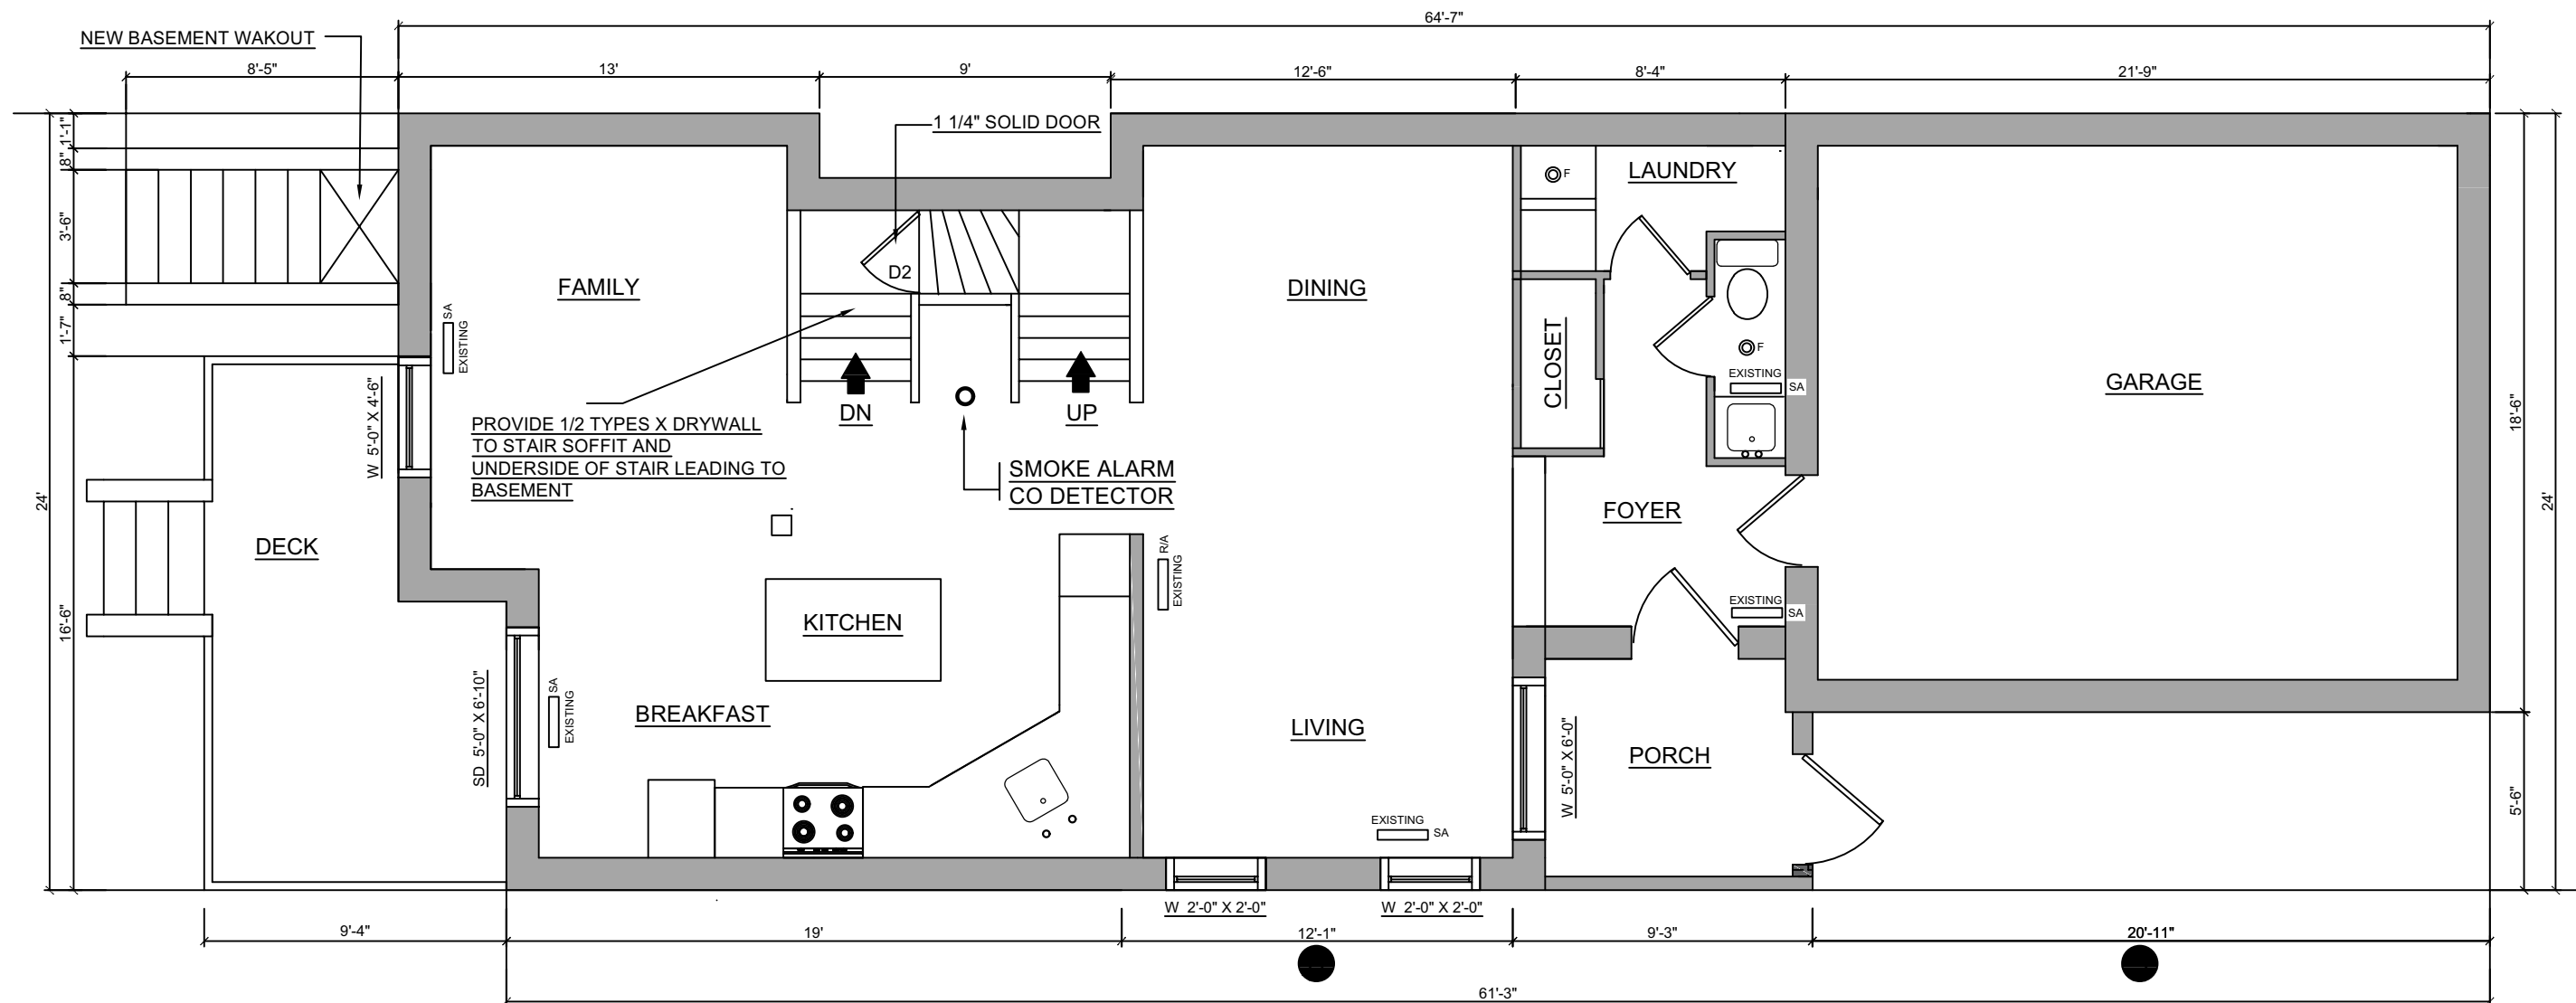 64'-7"
NEW BASEMENT WAKOUT
8'-5"
13'
9'
12'-6"
8'-4"
21'-9"
1'-1"
8"
3'-6"
8"
1'-7"
16'-6"
24'
1 1/4" SOLID DOOR
D2
LAUNDRY
F
FAMILY
DINING
CLOSET
F
EXISTING
SA
GARAGE
SA
EXISTING
W 5'-0" X 4'-6"
DN
UP
PROVIDE 1/2 TYPES X DRYWALL
TO STAIR SOFFIT AND
UNDERSIDE OF STAIR LEADING TO
BASEMENT
SMOKE ALARM
CO DETECTOR
FOYER
DECK
R/A
EXISTING
EXISTING
SA
KITCHEN
BREAKFAST
SD 5'-0" X 6'-10"
SA
EXISTING
LIVING
W 5'-0" X 6'-0"
PORCH
EXISTING
SA
18'-6"
24'
5'-6"
W 2'-0" X 2'-0"
W 2'-0" X 2'-0"
9'-4"
19'
12'-1"
9'-3"
20'-11"
61'-3"